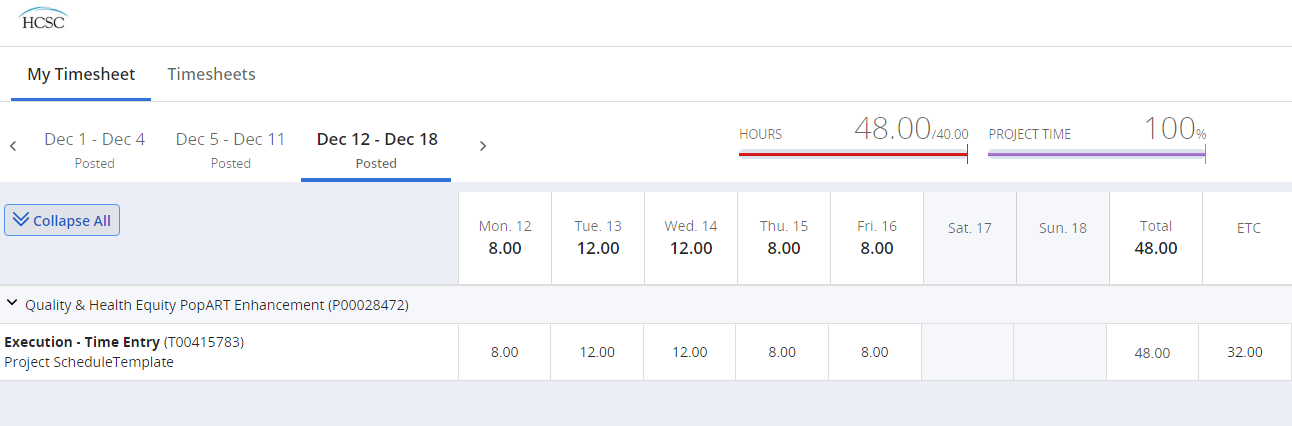 HCSC
My Timesheet Timesheets
Dec 1 - Dec 4 Dec 5 - Dec 11 Dec 12 - Dec 18 HOURS 48.00/40.00 PROJECT TIME 100%
Posted Posted Posted
Collapse All
Mon. 12 Tue. 13 Wed. 14 Thu. 15 Fri. 16 Sat. 17 Sun. 18 Total ETC
8.00 12.00 12.00 8.00 8.00 48.00
Quality & Health Equity PopART Enhancement (P00028472)
Execution - Time Entry (T00415783)
Project ScheduleTemplate
8.00 12.00 12.00 8.00 8.00 48.00 32.00